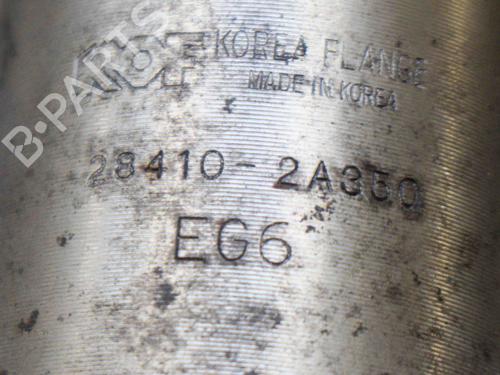 B-PARTS
KOREA FLANGE
MADE IN KOREA
28410-2A350
EG6